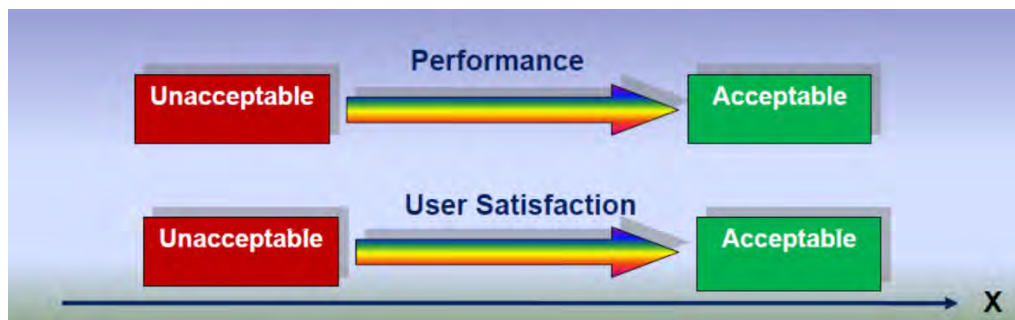 Performance
Unacceptable
Acceptable
User Satisfaction
Unacceptable
Acceptable
X